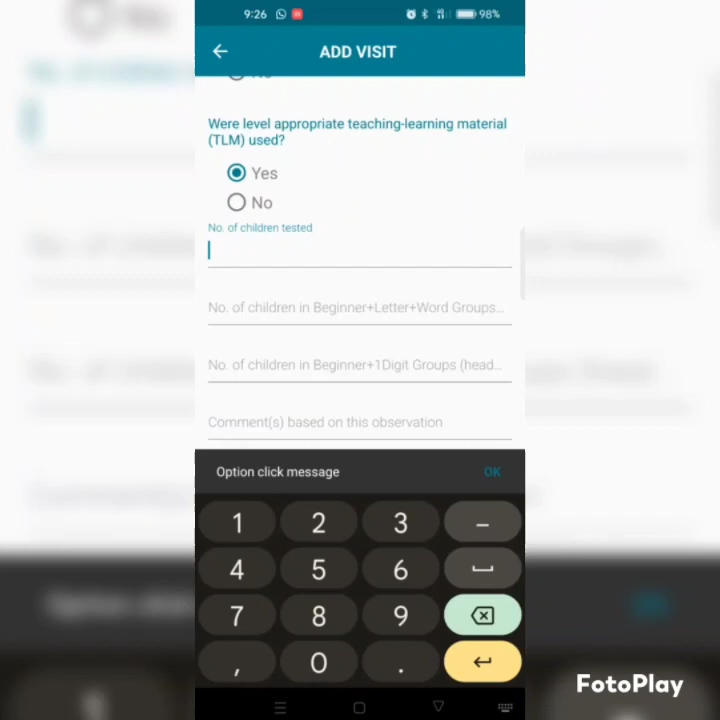 9:26
98%
ADD VISIT
Were level appropriate teaching-learning material
(TLM) used?
Yes
No
No. of children tested
No. of children in Beginner+Letter+Word Groups...
No. of children in Beginner+1Digit Groups (head...
Comment(s) based on this observation
Option click message OK
1 2 3 –
4 5 6
7 8 9
, 0 .
FotoPlay